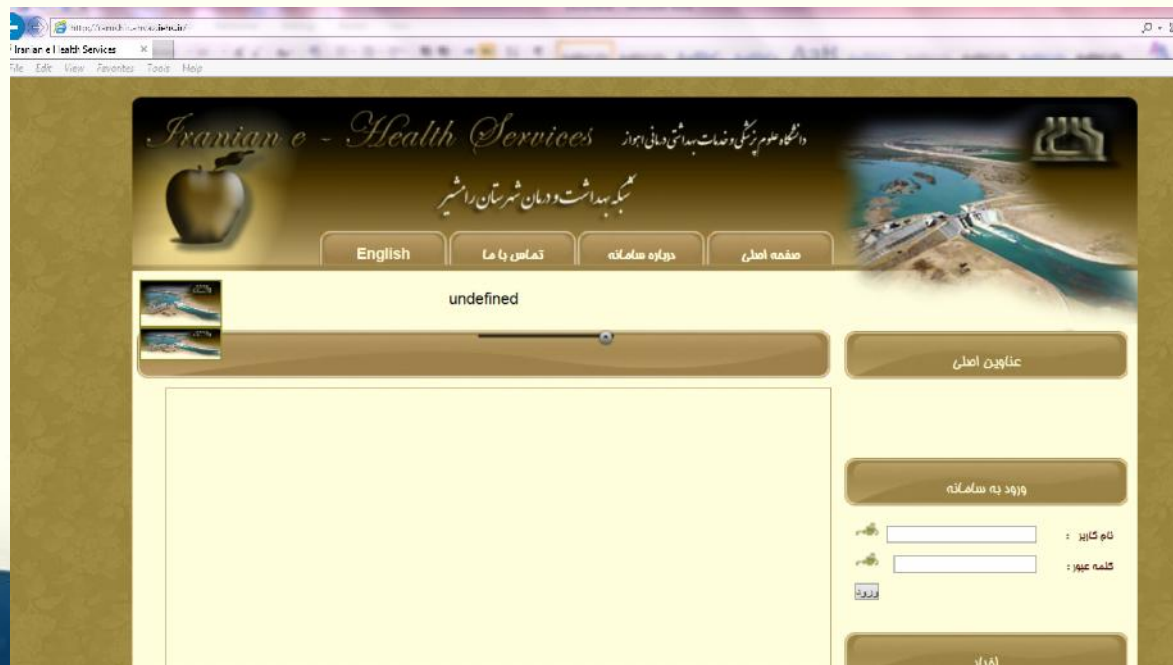 Iranian e Health Services
File Edit View Favorites Tools Help
Iranian e - Health Services
دانشگاه علوم پزشکی و خدمات بهداشتی درمانی اهواز
شبکه بهداشت و درمان شهرستان رامشیر
صفحه اصلی
درباره سامانه
تماس با ما
English
undefined
عناوین اصلی
ورود به سامانه
نام کاربر :
کلمه عبور :
ورود
اخبار